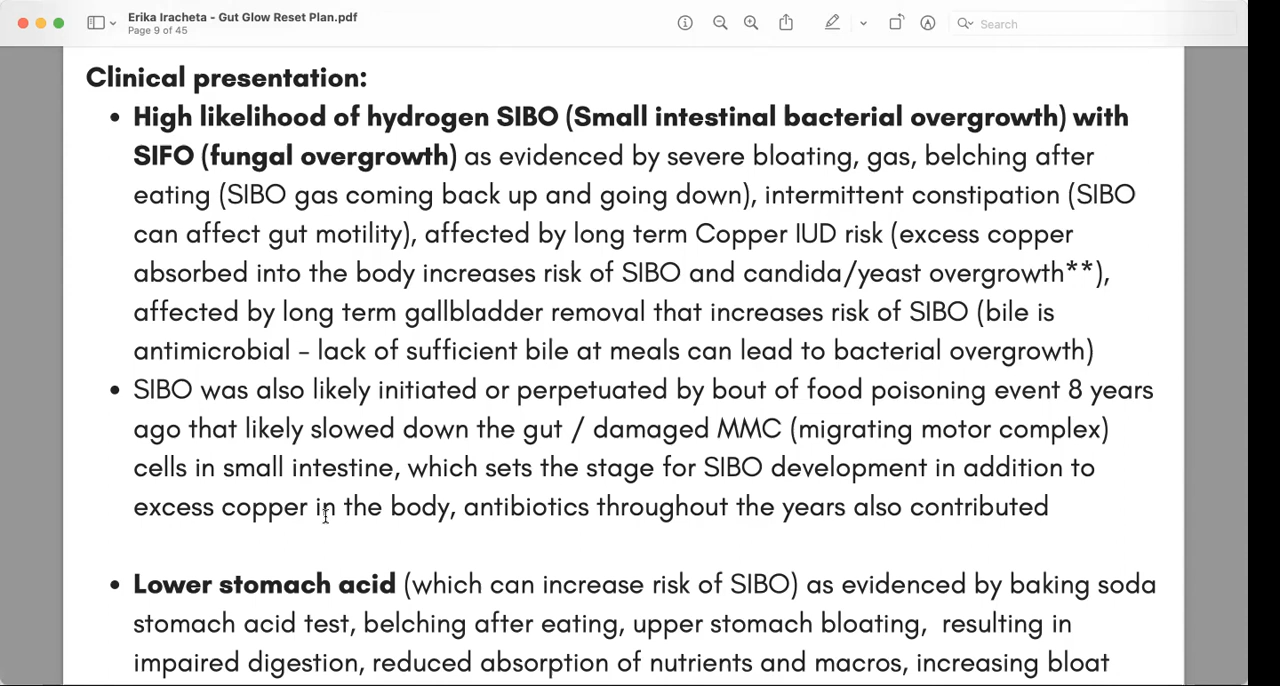 Erika Iracheta - Gut Glow Reset Plan.pdf
Page 9 of 45
Search
Clinical presentation:
• High likelihood of hydrogen SIBO (Small intestinal bacterial overgrowth) with
SIFO (fungal overgrowth) as evidenced by severe bloating, gas, belching after
eating (SIBO gas coming back up and going down), intermittent constipation (SIBO
can affect gut motility), affected by long term Copper IUD risk (excess copper
absorbed into the body increases risk of SIBO and candida/yeast overgrowth**),
affected by long term gallbladder removal that increases risk of SIBO (bile is
antimicrobial - lack of sufficient bile at meals can lead to bacterial overgrowth)
• SIBO was also likely initiated or perpetuated by bout of food poisoning event 8 years
ago that likely slowed down the gut / damaged MMC (migrating motor complex)
cells in small intestine, which sets the stage for SIBO development in addition to
excess copper in the body, antibiotics throughout the years also contributed
• Lower stomach acid (which can increase risk of SIBO) as evidenced by baking soda
stomach acid test, belching after eating, upper stomach bloating,  resulting in
impaired digestion, reduced absorption of nutrients and macros, increasing bloat